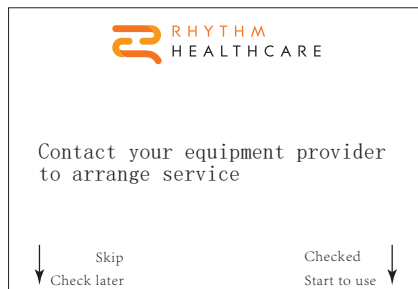 RHYTHM
HEALTHCARE
Contact your equipment provider
to arrange service
Skip
Check later
Checked
Start to use